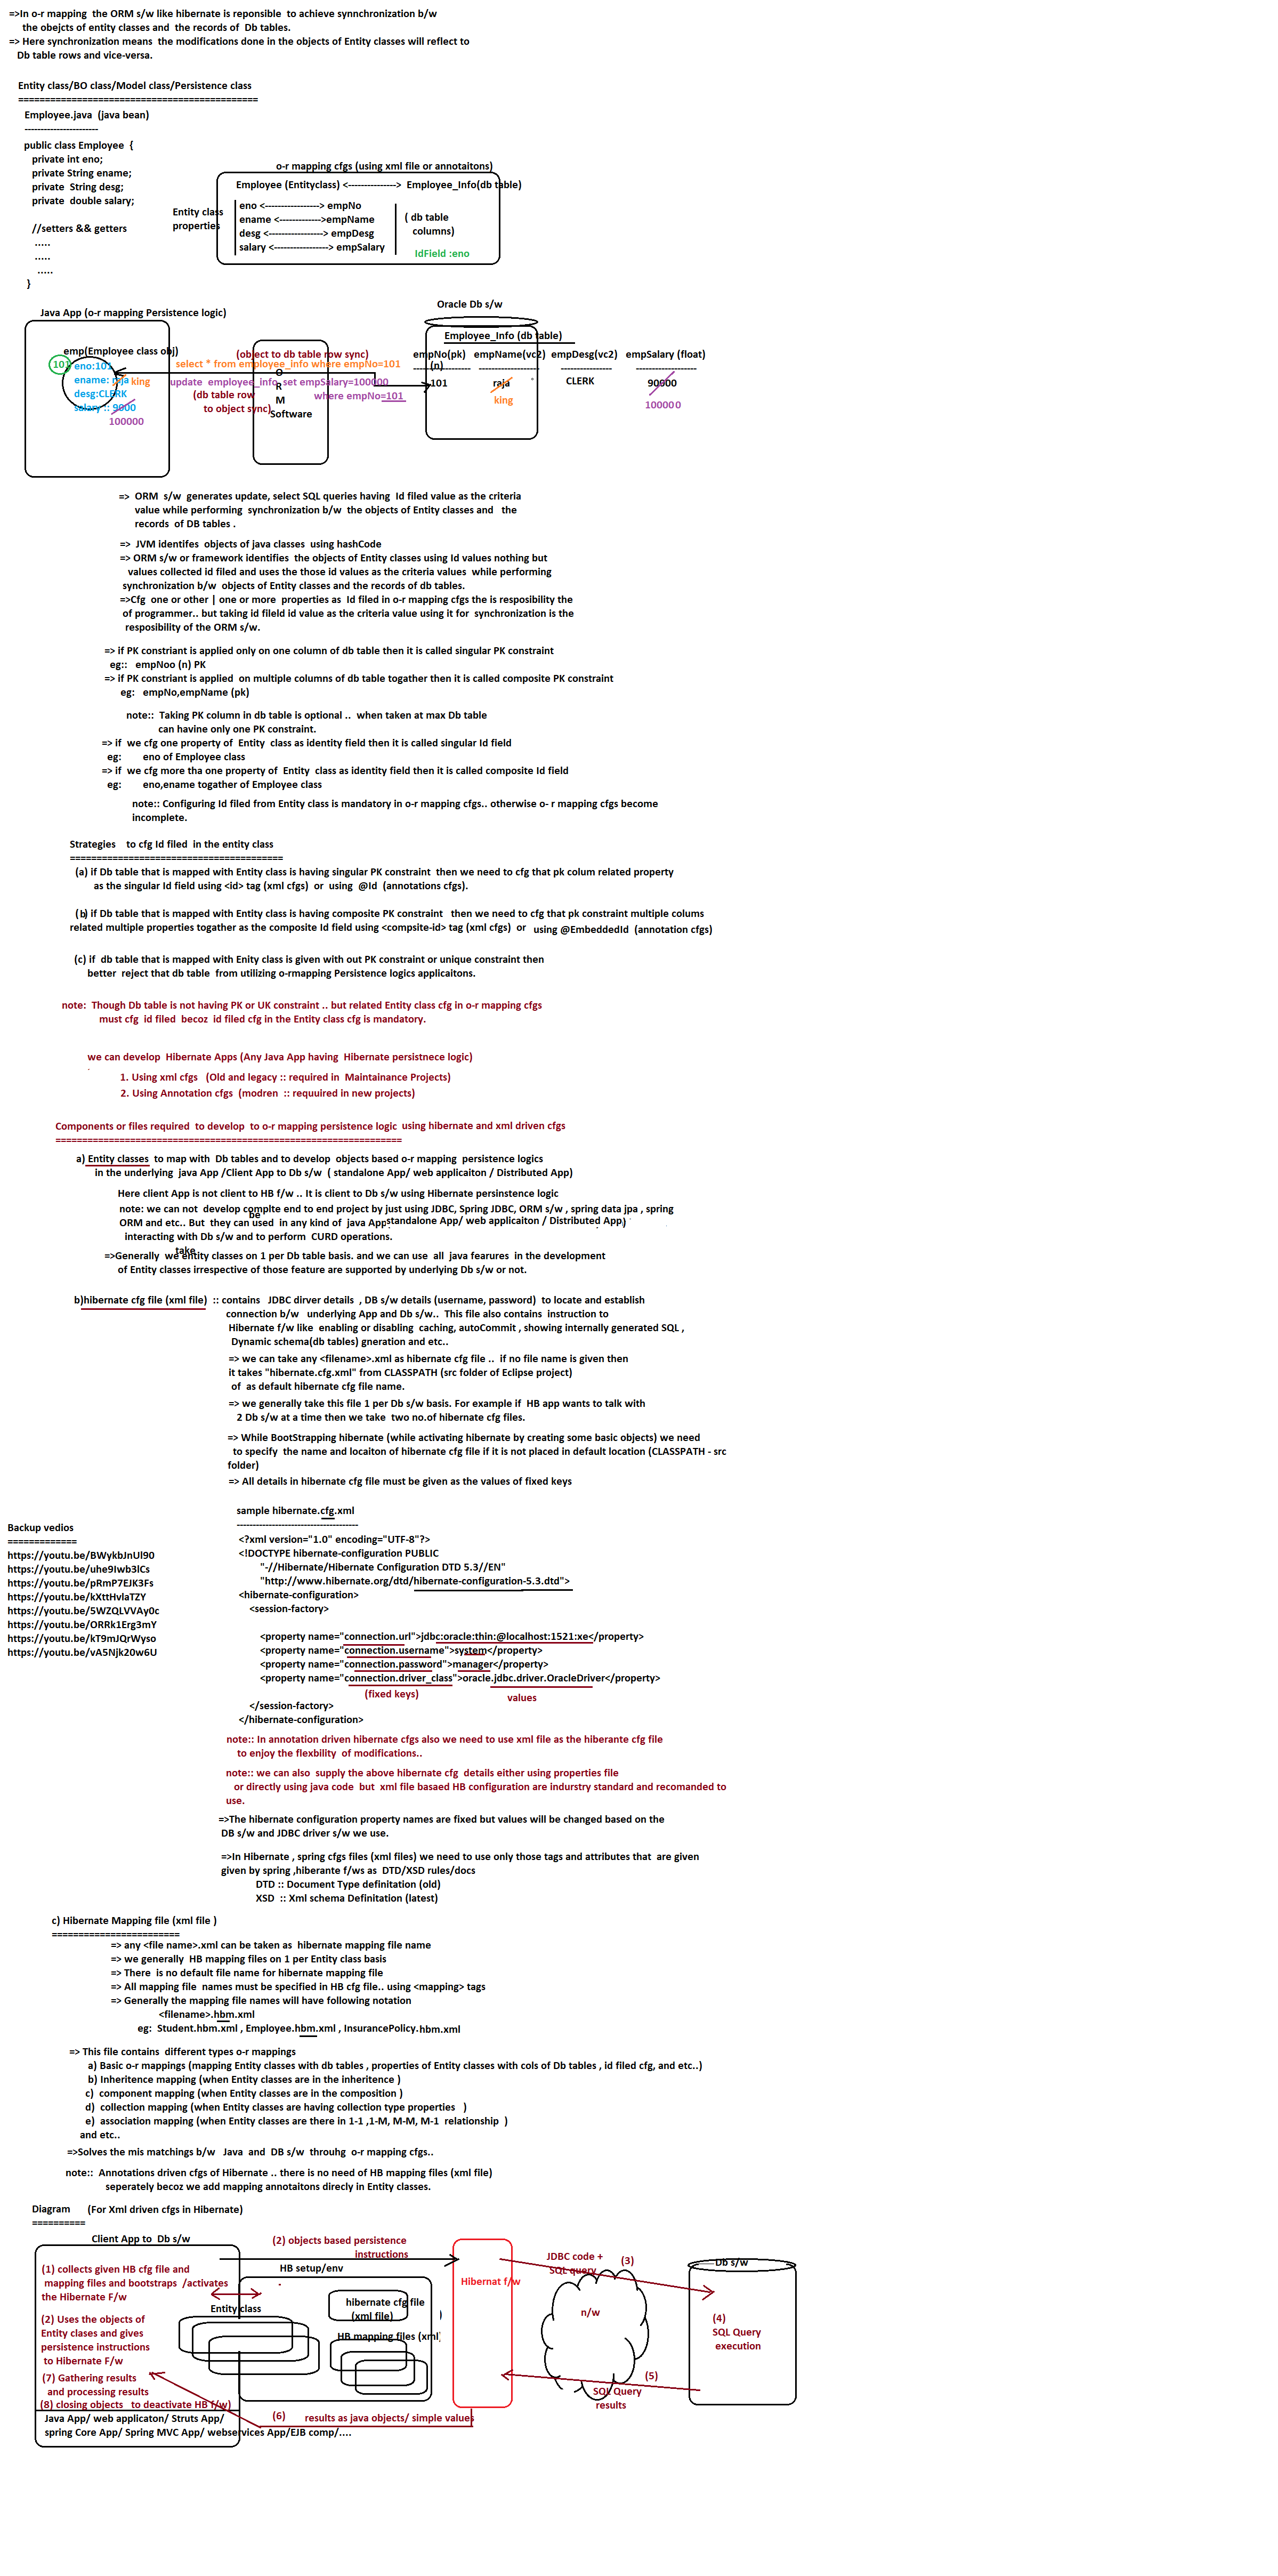 =>In o-r mapping  the ORM s/w like hibernate is reponsible  to achieve synnchronization b/w
the obejcts of entity classes and  the records of  Db tables.
=> Here synchronization means  the modifications done in the objects of Entity classes will reflect to
Db table rows and vice-versa.
Entity class/BO class/Model class/Persistence class
=============================================
Employee.java  (java bean)
-----------------------
public class Employee  {
private int eno;
private String ename;
private  String desg;
private  double salary;
//setters && getters
.....
.....
.....
}
o-r mapping cfgs (using xml file or annotaitons)
Employee (Entityclass) <---------------> Employee_Info(db table)
Entity class
properties
eno <-----------------> empNo
ename <------------->empName
desg <-----------------> empDesg
salary <------------------> empSalary
( db table
columns)
IdField :eno
Java App (o-r mapping Persistence logic)
Oracle Db s/w
Employee_Info (db table)
emp(Employee class obj)
101
eno:101
ename: raja king
desg:CLERK
salary :: 9000
100000
(object to db table row sync)
select * from employee_info where empNo=101
update  employee_info  set empSalary=100000
where empNo=101
(db table row
to object sync)
O
R
M
Software
empNo(pk)  empName(vc2)  empDesg(vc2)  empSalary (float)
(n)
------------------  -------------------  ----------------  -------------------
101  raja  CLERK  90000
king  100000
=>  ORM  s/w  generates update, select SQL queries having  Id filed value as the criteria
value while performing  synchronization b/w  the objects of Entity classes and   the
records  of DB tables .
=>  JVM identifes  objects of java classes  using hashCode
=> ORM s/w or framework identifies  the objects of Entity classes using Id values nothing but
values collected id filed and uses the those id values as the criteria values  while performing
synchronization b/w  objects of Entity classes and the records of db tables.
=>Cfg  one or other | one or more  properties as  Id filed in o-r mapping cfgs the is resposibility the
of programmer.. but taking id fileld id value as the criteria value using it for  synchronization is the
resposibility of the ORM s/w.
=> if PK constriant is applied only on one column of db table then it is called singular PK constraint
eg::   empNoo (n) PK
=> if PK constriant is applied  on multiple columns of db table togather then it is called composite PK constraint
eg:   empNo,empName (pk)
note::  Taking PK column in db table is optional ..  when taken at max Db table
can havine only one PK constraint.
=> if  we cfg one property of  Entity  class as identity field then it is called singular Id field
eg:        eno of Employee class
=> if  we cfg more tha one property of  Entity  class as identity field then it is called composite Id field
eg:        eno,ename togather of Employee class
note:: Configuring Id filed from Entity class is mandatory in o-r mapping cfgs.. otherwise o- r mapping cfgs become
incomplete.
Strategies    to cfg Id filed  in the entity class
========================================
(a) if Db table that is mapped with Entity class is having singular PK constraint  then we need to cfg that pk colum related property
as the singular Id field using <id> tag (xml cfgs)  or  using  @Id  (annotations cfgs).
(b) if Db table that is mapped with Entity class is having composite PK constraint   then we need to cfg that pk constraint multiple colums
related multiple properties togather as the composite Id field using <compsite-id> tag (xml cfgs)  or   using @EmbeddedId  (annotation cfgs)
(c) if  db table that is mapped with Enity class is given with out PK constraint or unique constraint then
better  reject that db table  from utilizing o-rmapping Persistence logics applicaitons.
note:  Though Db table is not having PK or UK constraint .. but related Entity class cfg in o-r mapping cfgs
must cfg  id filed  becoz  id filed cfg in the Entity class cfg is mandatory.
we can develop  Hibernate Apps (Any Java App having  Hibernate persistnece logic)
1. Using xml cfgs   (Old and legacy :: required in  Maintainance Projects)
2. Using Annotation cfgs  (modren  :: requuired in new projects)
Components or files required  to develop  to o-r mapping persistence logic  using hibernate and xml driven cfgs
=================================================================
a) Entity classes  to map with  Db tables and to develop  objects based o-r mapping  persistence logics
in the underlying  java App /Client App to Db s/w  ( standalone App/ web applicaiton / Distributed App)
Here client App is not client to HB f/w .. It is client to Db s/w using Hibernate persinstence logic
note: we can not  develop complte end to end project by just using JDBC, Spring JDBC, ORM s/w , spring data jpa , spring
be
ORM and etc.. But  they can used  in any kind of  java App standalone App/ web applicaiton / Distributed App)
interacting with Db s/w and to perform  CURD operations.
take
=>Generally  we entity classes on 1 per Db table basis. and we can use  all  java fearures  in the development
of Entity classes irrespective of those feature are supported by underlying Db s/w or not.
b)hibernate cfg file (xml file)  :: contains   JDBC dirver details  , DB s/w details (username, password)  to locate and establish
connection b/w   underlying App and Db s/w..  This file also contains  instruction to
Hibernate f/w like  enabling or disabling  caching, autoCommit , showing internally generated SQL ,
Dynamic schema(db tables) gneration and etc..
=> we can take any <filename>.xml as hibernate cfg file ..  if no file name is given then
it takes "hibernate.cfg.xml" from CLASSPATH (src folder of Eclipse project)
of  as default hibernate cfg file name.
=> we generally take this file 1 per Db s/w basis. For example if  HB app wants to talk with
2 Db s/w at a time then we take  two no.of hibernate cfg files.
=> While BootStrapping hibernate (while activating hibernate by creating some basic objects) we need
to specify  the name and locaiton of hibernate cfg file if it is not placed in default location (CLASSPATH - src
folder)
=> All details in hibernate cfg file must be given as the values of fixed keys
sample hibernate.cfg.xml
--------------------------------------
<?xml version="1.0" encoding="UTF-8"?>
<!DOCTYPE hibernate-configuration PUBLIC
"-//Hibernate/Hibernate Configuration DTD 5.3//EN"
"http://www.hibernate.org/dtd/hibernate-configuration-5.3.dtd">
<hibernate-configuration>
<session-factory>
<property name="connection.url">jdbc:oracle:thin:@localhost:1521:xe</property>
<property name="connection.username">system</property>
<property name="connection.password">manager</property>
<property name="connection.driver_class">oracle.jdbc.driver.OracleDriver</property>
(fixed keys)
values
</session-factory>
</hibernate-configuration>
Backup vedios
=============
https://youtu.be/BWykbJnUl90
https://youtu.be/uhe9Iwb3lCs
https://youtu.be/pRmP7EJK3Fs
https://youtu.be/kXttHvlaTZY
https://youtu.be/5WZQLVVAy0c
https://youtu.be/ORRk1Erg3mY
https://youtu.be/kT9mJQrWyso
https://youtu.be/vA5Njk20w6U
note:: In annotation driven hibernate cfgs also we need to use xml file as the hiberante cfg file
to enjoy the flexbility  of modifications..
note:: we can also  supply the above hibernate cfg  details either using properties file
or directly using java code  but  xml file basaed HB configuration are indurstry standard and recomanded to
use.
=>The hibernate configuration property names are fixed but values will be changed based on the
DB s/w and JDBC driver s/w we use.
=>In Hibernate , spring cfgs files (xml files) we need to use only those tags and attributes that  are given
given by spring ,hiberante f/ws as  DTD/XSD rules/docs
DTD :: Document Type definitation (old)
XSD  :: Xml schema Definitation (latest)
c) Hibernate Mapping file (xml file )
========================
=> any <file name>.xml can be taken as  hibernate mapping file name
=> we generally  HB mapping files on 1 per Entity class basis
=> There  is no default file name for hibernate mapping file
=> All mapping file  names must be specified in HB cfg file.. using <mapping> tags
=> Generally the mapping file names will have following notation
<filename>.hbm.xml
eg:  Student.hbm.xml , Employee.hbm.xml , InsurancePolicy.hbm.xml
=> This file contains  different types o-r mappings
a) Basic o-r mappings (mapping Entity classes with db tables , properties of Entity classes with cols of Db tables , id filed cfg, and etc..)
b) Inheritence mapping (when Entity classes are in the inheritence )
c)  component mapping (when Entity classes are in the composition )
d)  collection mapping (when Entity classes are having collection type properties   )
e)  association mapping (when Entity classes are there in 1-1 ,1-M, M-M, M-1  relationship  )
and etc..
=>Solves the mis matchings b/w   Java  and  DB s/w  throuhg  o-r mapping cfgs..
note::  Annotations driven cfgs of Hibernate .. there is no need of HB mapping files (xml file)
seperately becoz we add mapping annotaitons direcly in Entity classes.
Diagram      (For Xml driven cfgs in Hibernate)
==========
Client App to  Db s/w
(1) collects given HB cfg file and
mapping files and bootstraps  /activates
the Hibernate F/w
(2) Uses the objects of
Entity clases and gives
persistence instructions
to Hibernate F/w
(7) Gathering results
and processing results
(8) closing objects   to deactivate HB f/w)
Java App/ web applicaton/ Struts App/
spring Core App/ Spring MVC App/ webservices App/EJB comp/....
(2) objects based persistence
instructions
HB setup/env
Entity class
hibernate cfg file
(xml file)
HB mapping files (xml)
Hibernat f/w
JDBC code +
SQL query
(3)
n/w
Db s/w
(4)
SQL Query
execution
(5)
SQL Query
results
(6)
results as java objects/ simple values